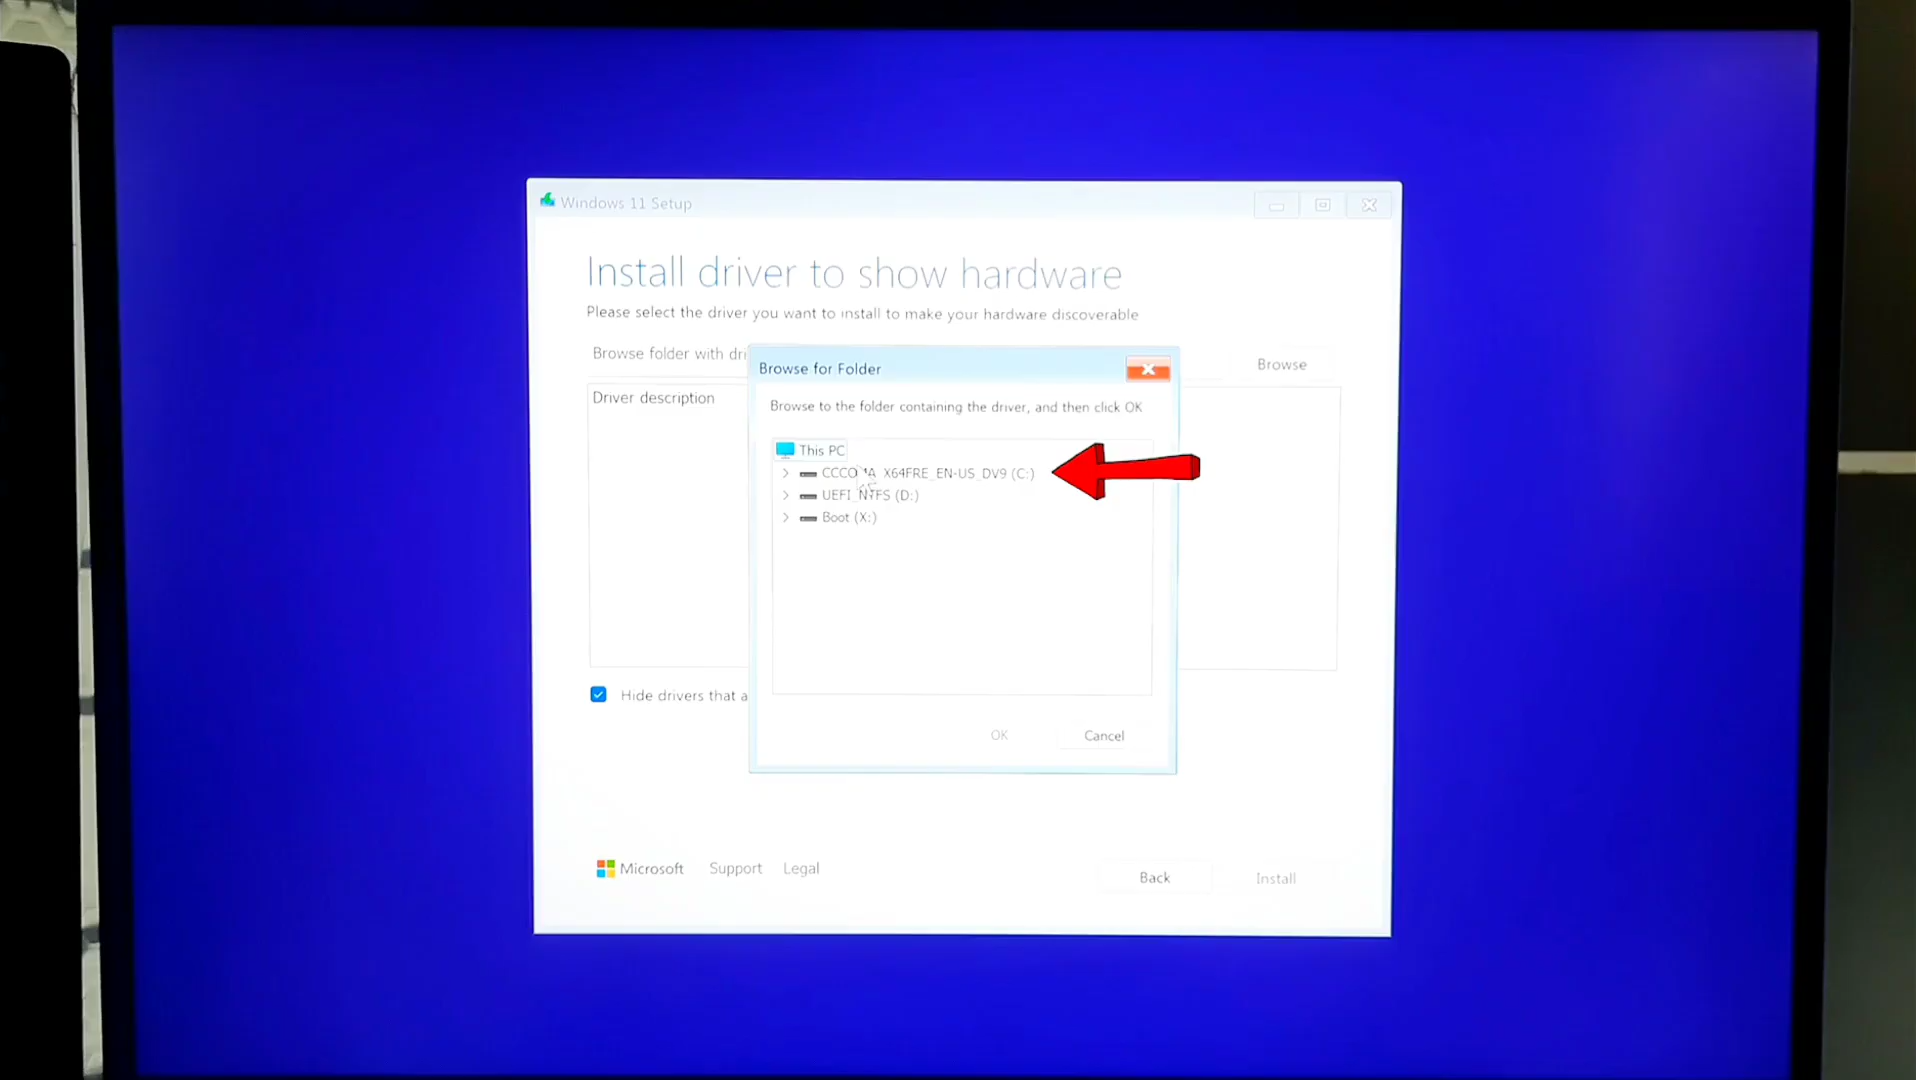 Windows 11 Setup
Install driver to show hardware
Please select the driver you want to install to make your hardware discoverable
Browse folder with dri
Browse
Driver description
Browse for Folder
Browse to the folder containing the driver, and then click OK
This PC
CCCOMA_X64FRE_EN-US_DV9 (C:)
UEFI_NTFS (D:)
Boot (X:)
OK
Cancel
Hide drivers that a
Microsoft
Support
Legal
Back
Install